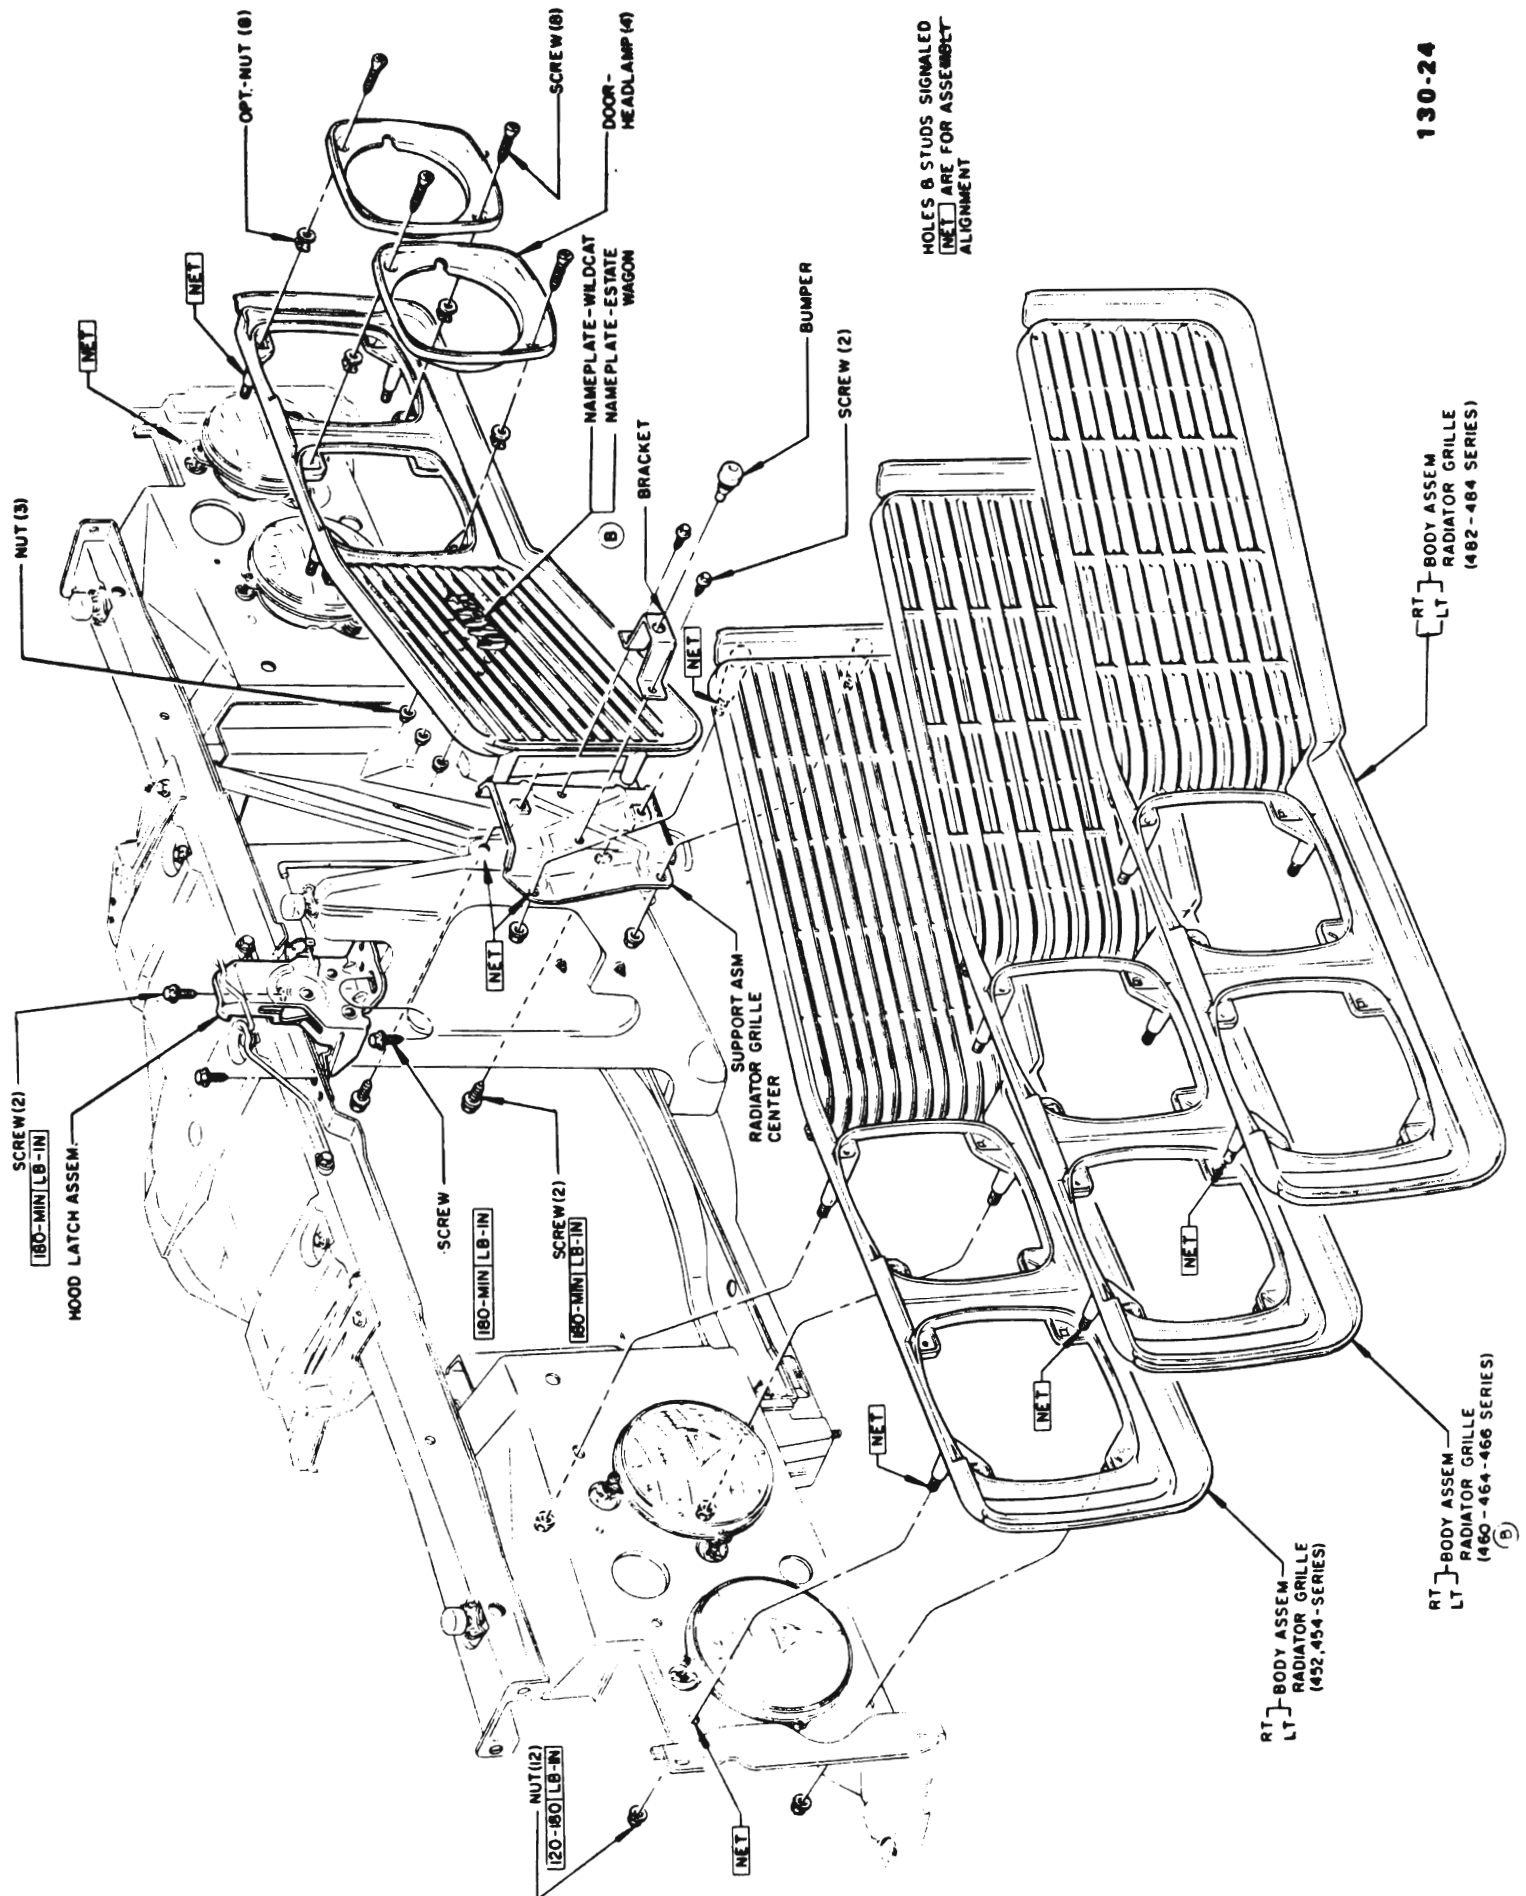 OPT.-NUT (8)
SCREW (8)
DOOR-
HEADLAMP (4)
NET
NET
NUT (3)
NAMEPLATE-WILDCAT
NAMEPLATE-ESTATE
WAGON
B
BRACKET
BUMPER
SCREW (2)
HOLES & STUDS SIGNALED
NET ARE FOR ASSEMBLY
ALIGNMENT
130-24
NET
NET
SCREW(2)
180-MIN LB-IN
HOOD LATCH ASSEM.
SCREW
180-MIN LB-IN
SCREW(2)
180-MIN LB-IN
SUPPORT ASM
RADIATOR GRILLE
CENTER
RT
LT
BODY ASSEM
RADIATOR GRILLE
(482-484 SERIES)
NET
NET
NET
RT
LT
BODY ASSEM
RADIATOR GRILLE
(460-464-466 SERIES)
B
RT
LT
BODY ASSEM
RADIATOR GRILLE
(452,454-SERIES)
NUT(12)
120-180 LB-IN
NET